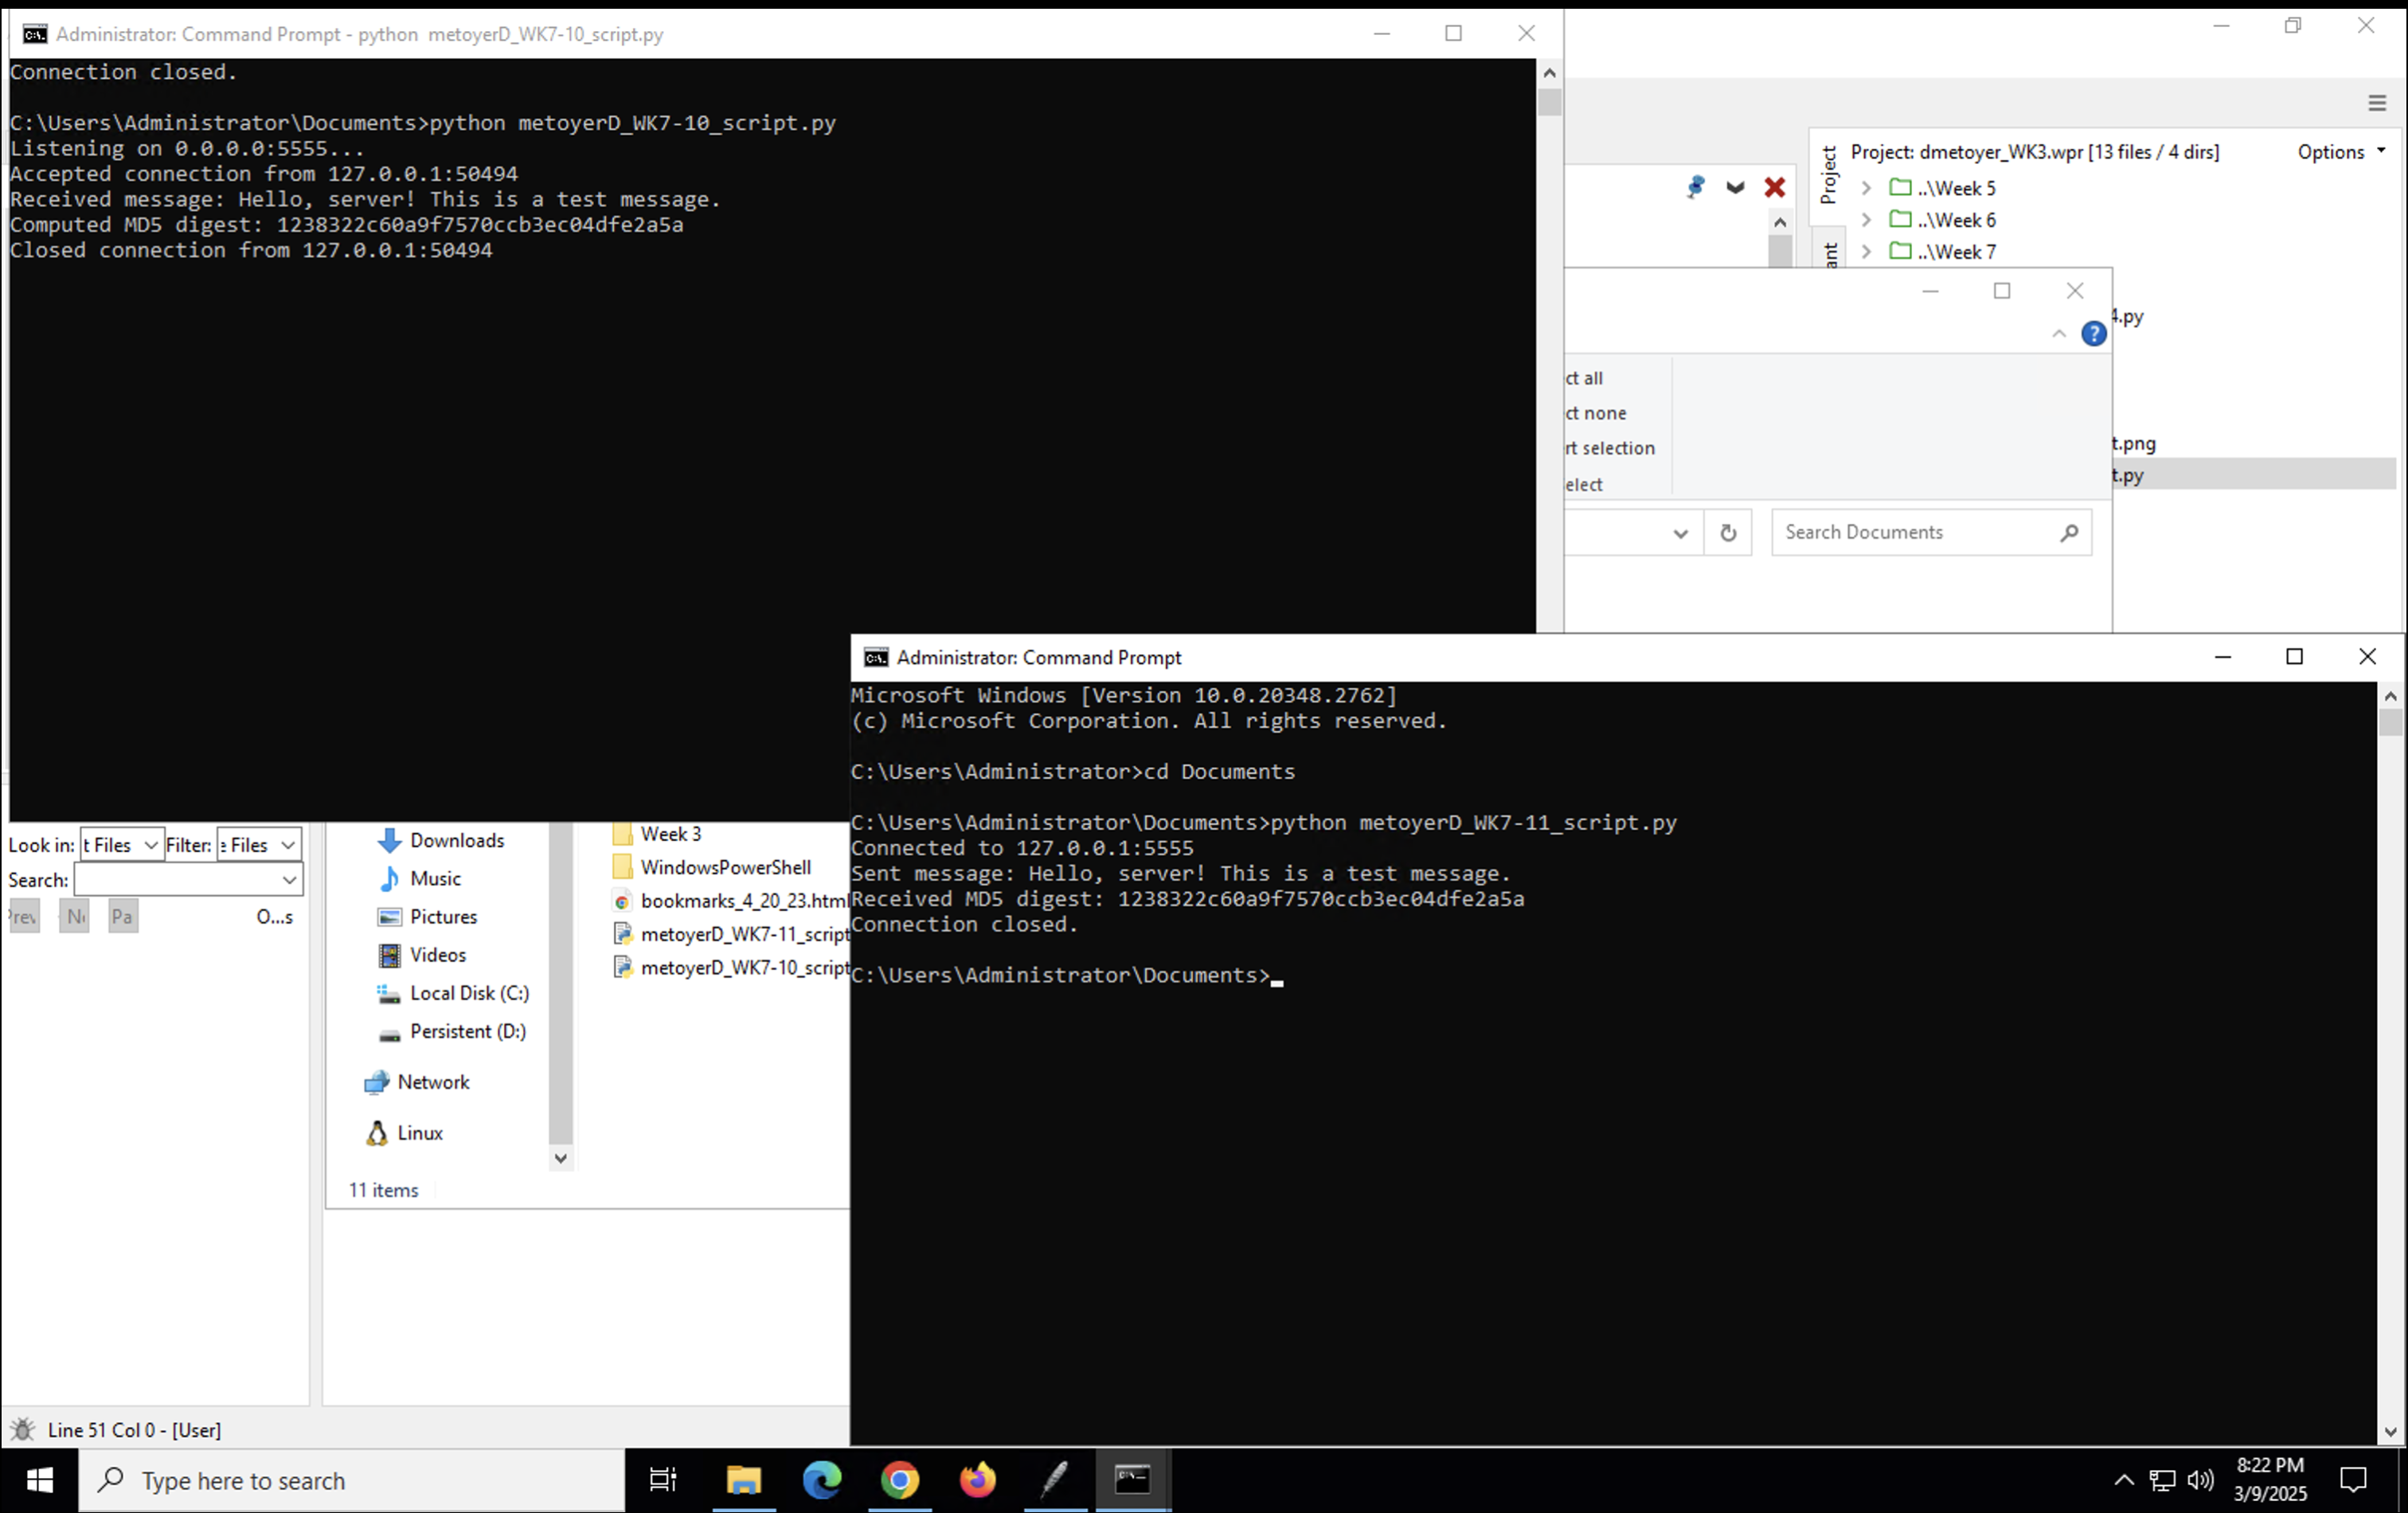 Administrator: Command Prompt - python metoyerD_WK7-10_script.py
Connection closed.
C:\Users\Administrator\Documents>python metoyerD_WK7-10_script.py
Listening on 0.0.0.0:5555...
Accepted connection from 127.0.0.1:50494
Received message: Hello, server! This is a test message.
Computed MD5 digest: 1238322c60a9f7570ccb3ec04dfe2a5a
Closed connection from 127.0.0.1:50494
Project
Project: dmetoyer_WK3.wpr [13 files / 4 dirs]
Options
..\Week 5
..\Week 6
..\Week 7
ant
4.py
ct all
ct none
rt selection
elect
t.png
t.py
Search Documents
Administrator: Command Prompt
Microsoft Windows [Version 10.0.20348.2762]
(c) Microsoft Corporation. All rights reserved.
C:\Users\Administrator>cd Documents
C:\Users\Administrator\Documents>python metoyerD_WK7-11_script.py
Connected to 127.0.0.1:5555
Sent message: Hello, server! This is a test message.
Received MD5 digest: 1238322c60a9f7570ccb3ec04dfe2a5a
Connection closed.
C:\Users\Administrator\Documents>
Look in: t Files Filter: Files
Search:
Prev Ne Pa O...s
Downloads
Music
Pictures
Videos
Local Disk (C:)
Persistent (D:)
Network
Linux
Week 3
WindowsPowerShell
bookmarks_4_20_23.html
metoyerD_WK7-11_script
metoyerD_WK7-10_script
11 items
Line 51 Col 0 - [User]
Type here to search
8:22 PM
3/9/2025